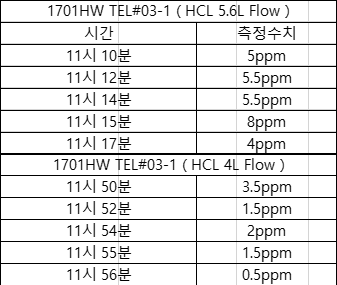 1701HW TEL#03-1 ( HCL 5.6L Flow )
시간 측정수치
11시 10분 5ppm
11시 12분 5.5ppm
11시 14분 5.5ppm
11시 15분 8ppm
11시 17분 4ppm
1701HW TEL#03-1 ( HCL 4L Flow )
11시 50분 3.5ppm
11시 52분 1.5ppm
11시 54분 2ppm
11시 55분 1.5ppm
11시 56분 0.5ppm